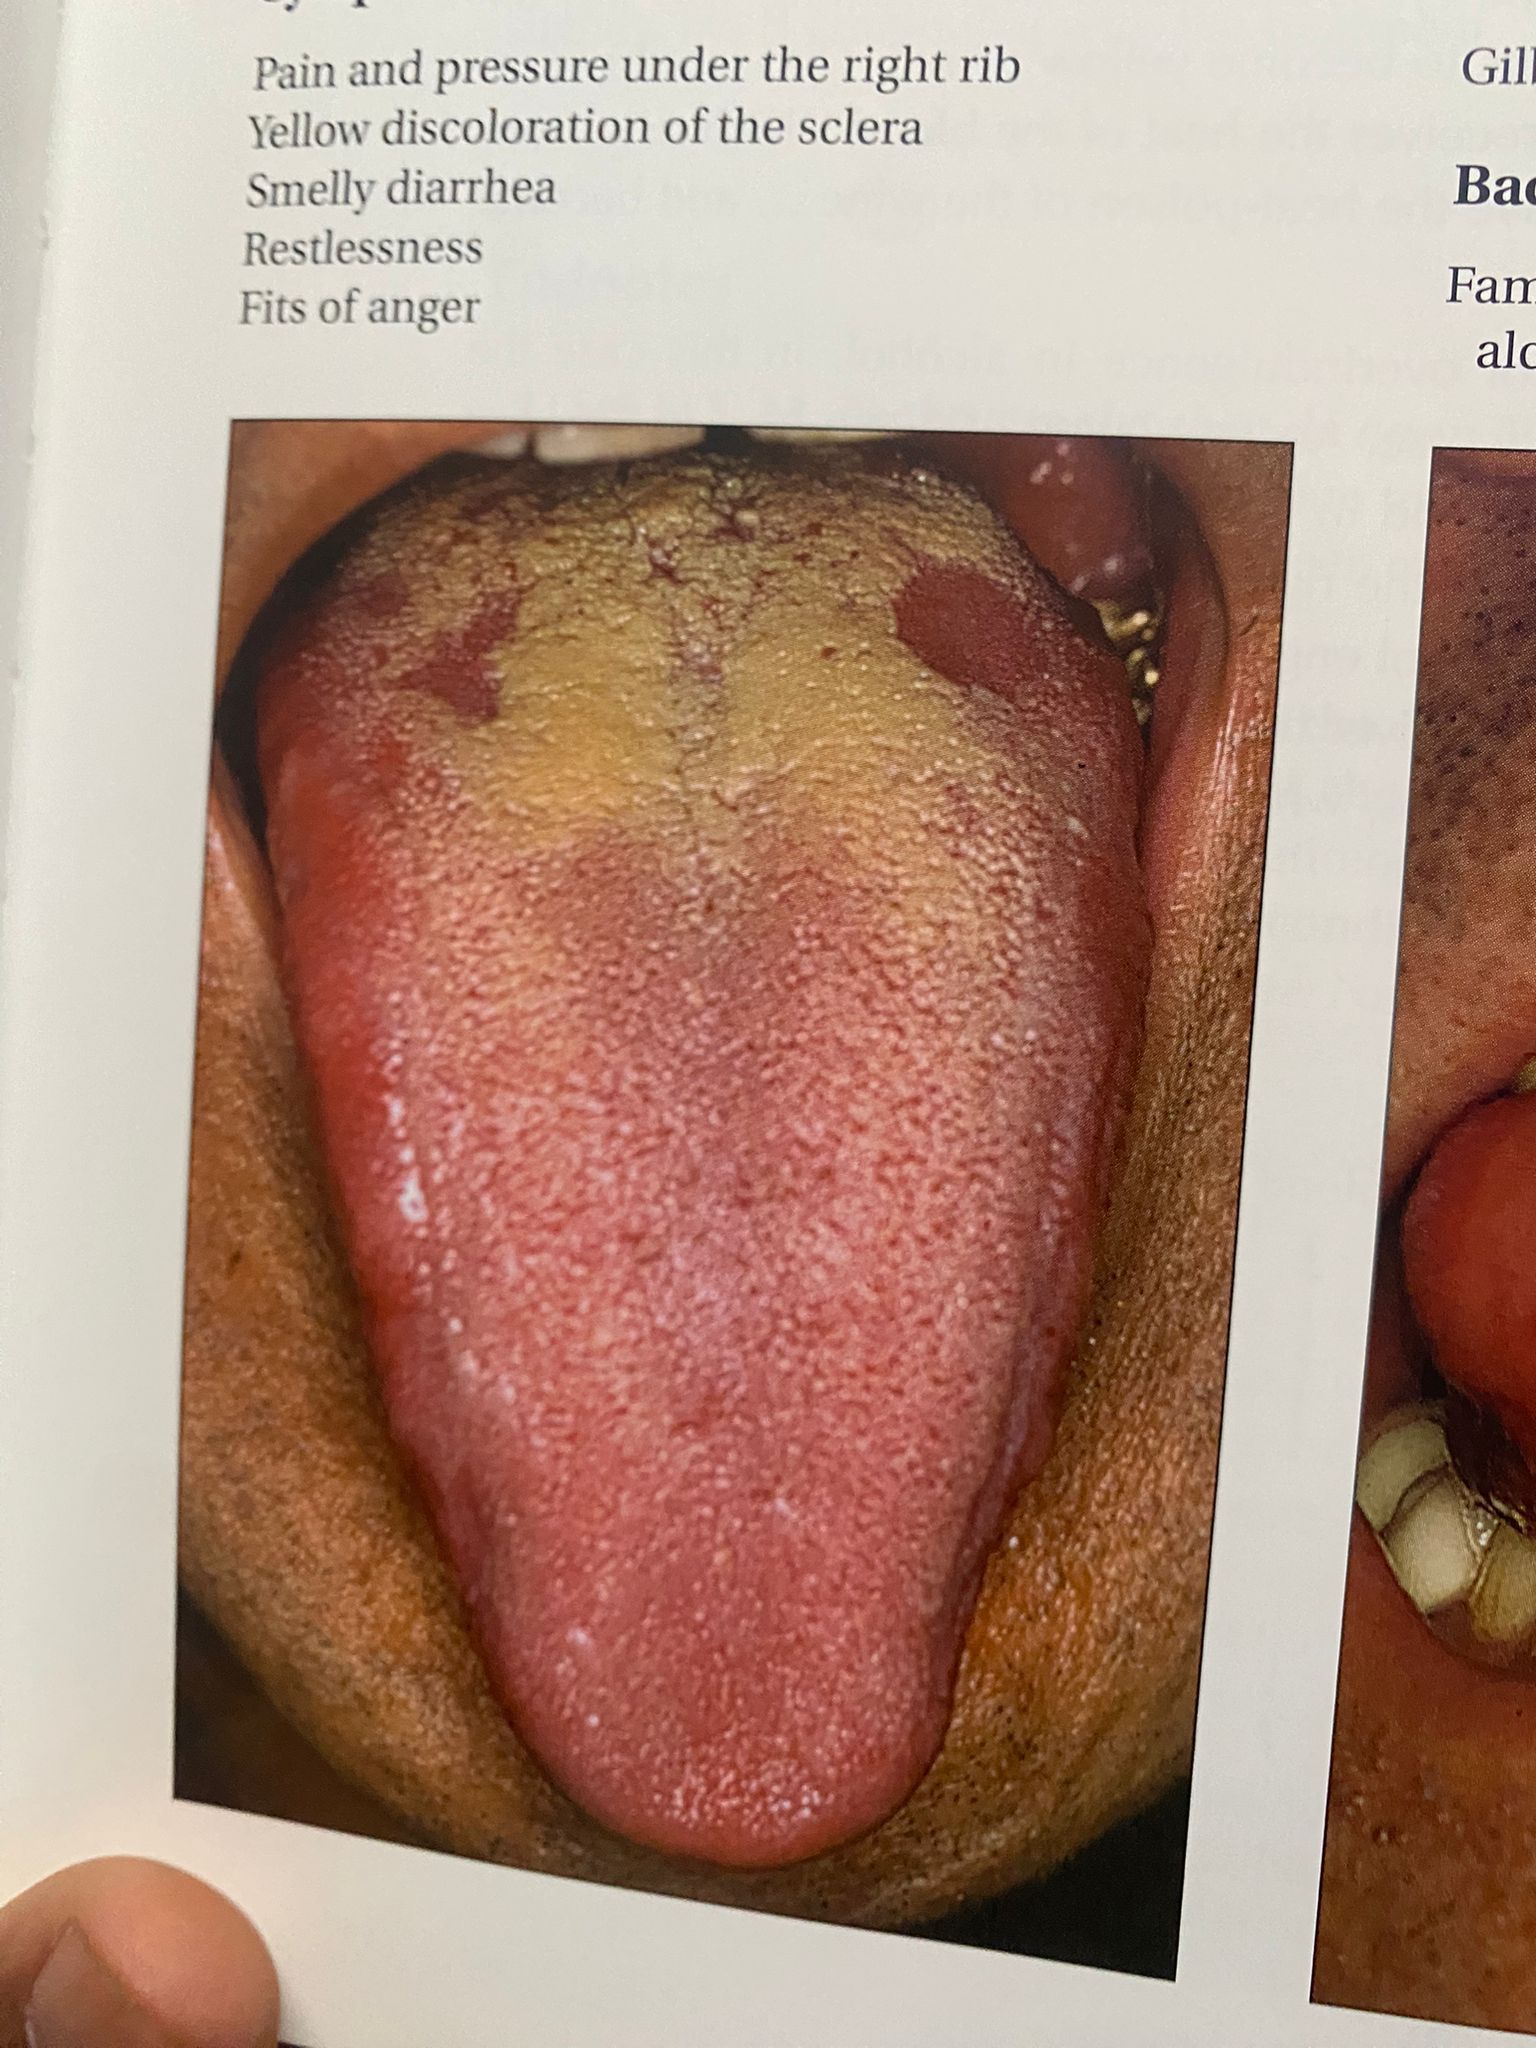 Pain and pressure under the right rib
Yellow discoloration of the sclera
Smelly diarrhea
Restlessness
Fits of anger